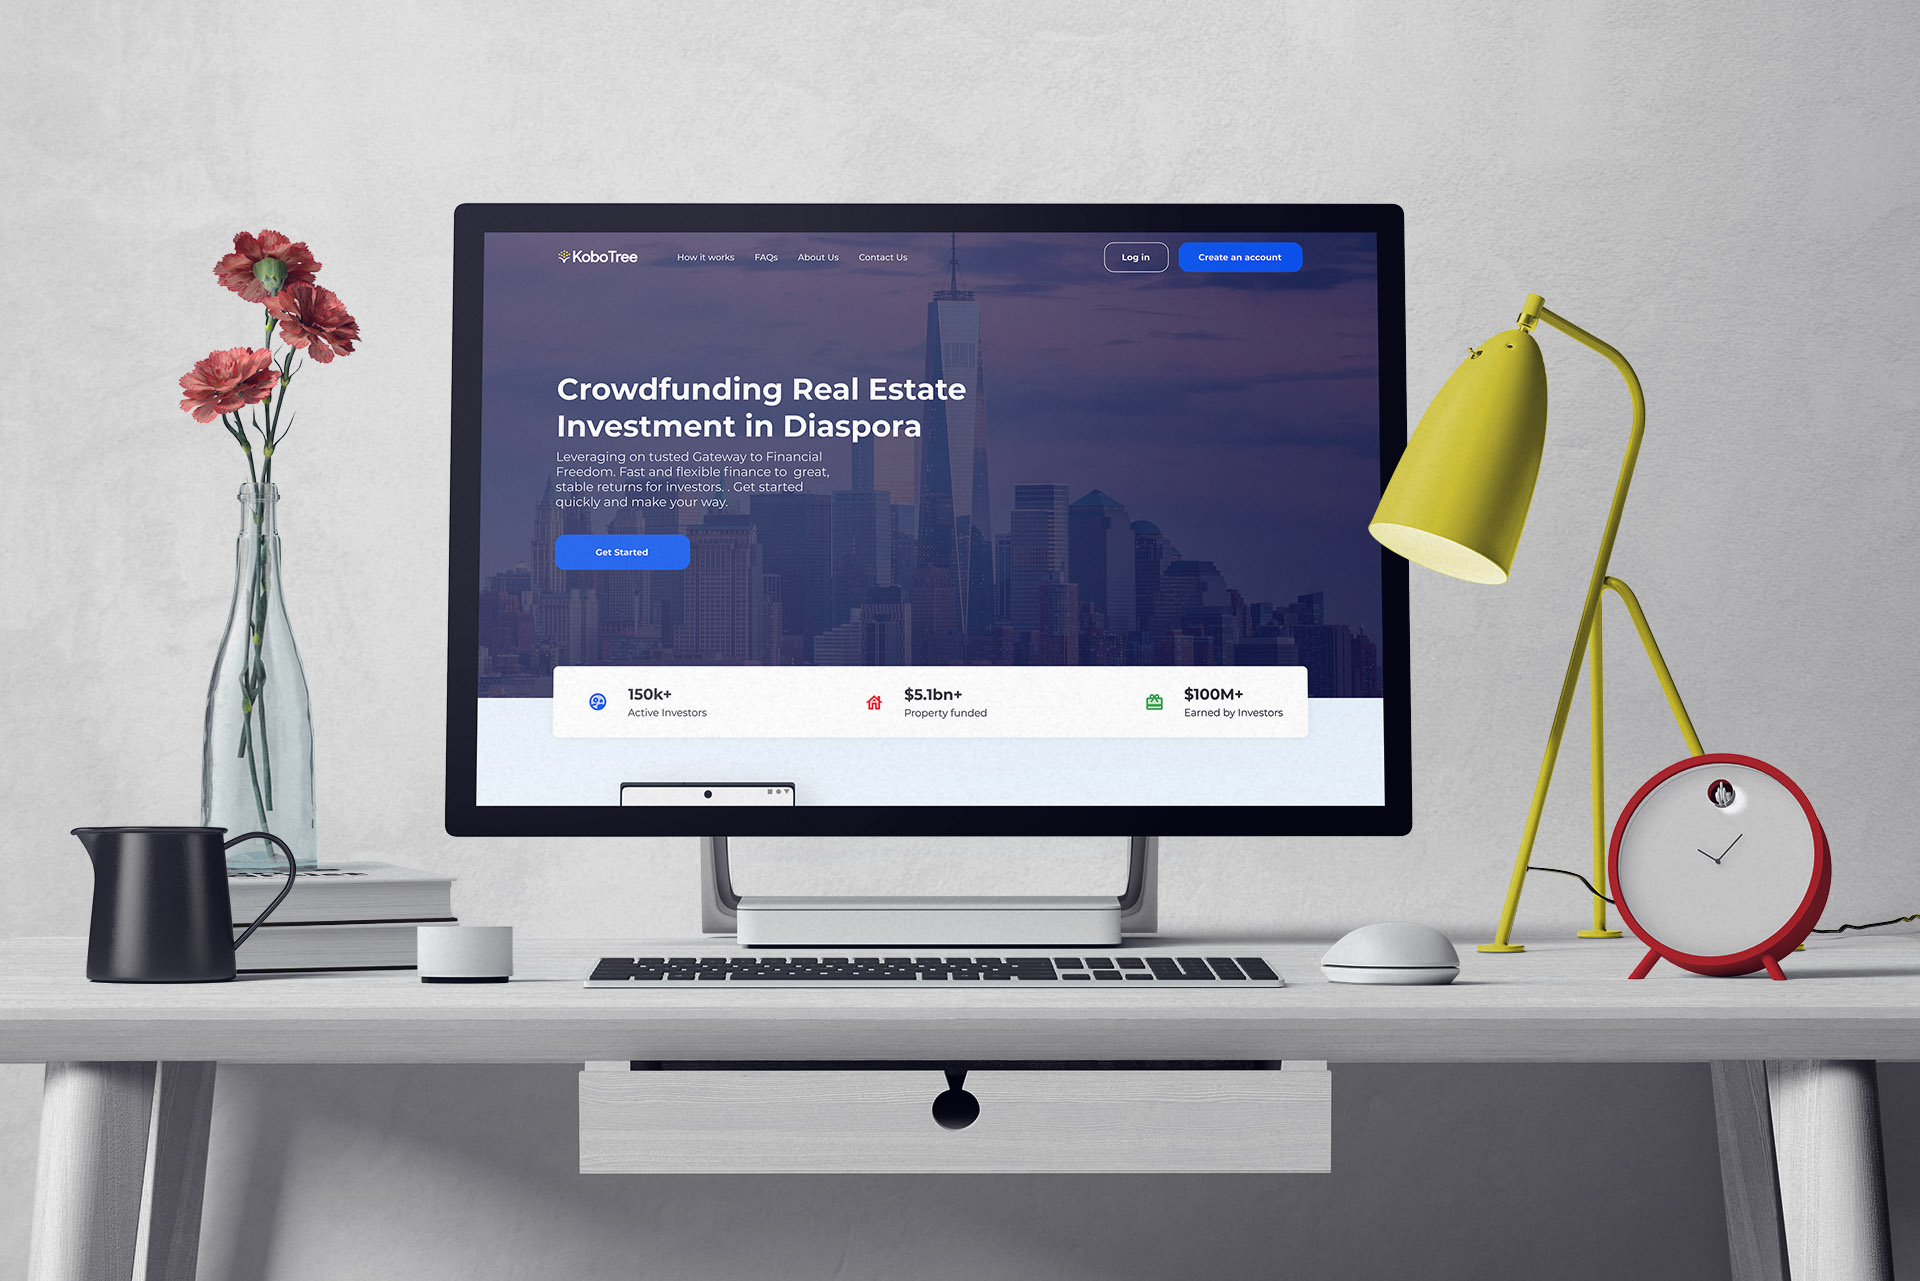 KoboTree
How it works
FAQs
About Us
Contact Us
Log in
Create an account
Crowdfunding Real Estate
Investment in Diaspora
Leveraging on tusted Gateway to Financial
Freedom. Fast and flexible finance to  great,
stable returns for investors. . Get started
quickly and make your way.
Get Started
150k+
Active Investors
$5.1bn+
Property funded
$100M+
Earned by Investors